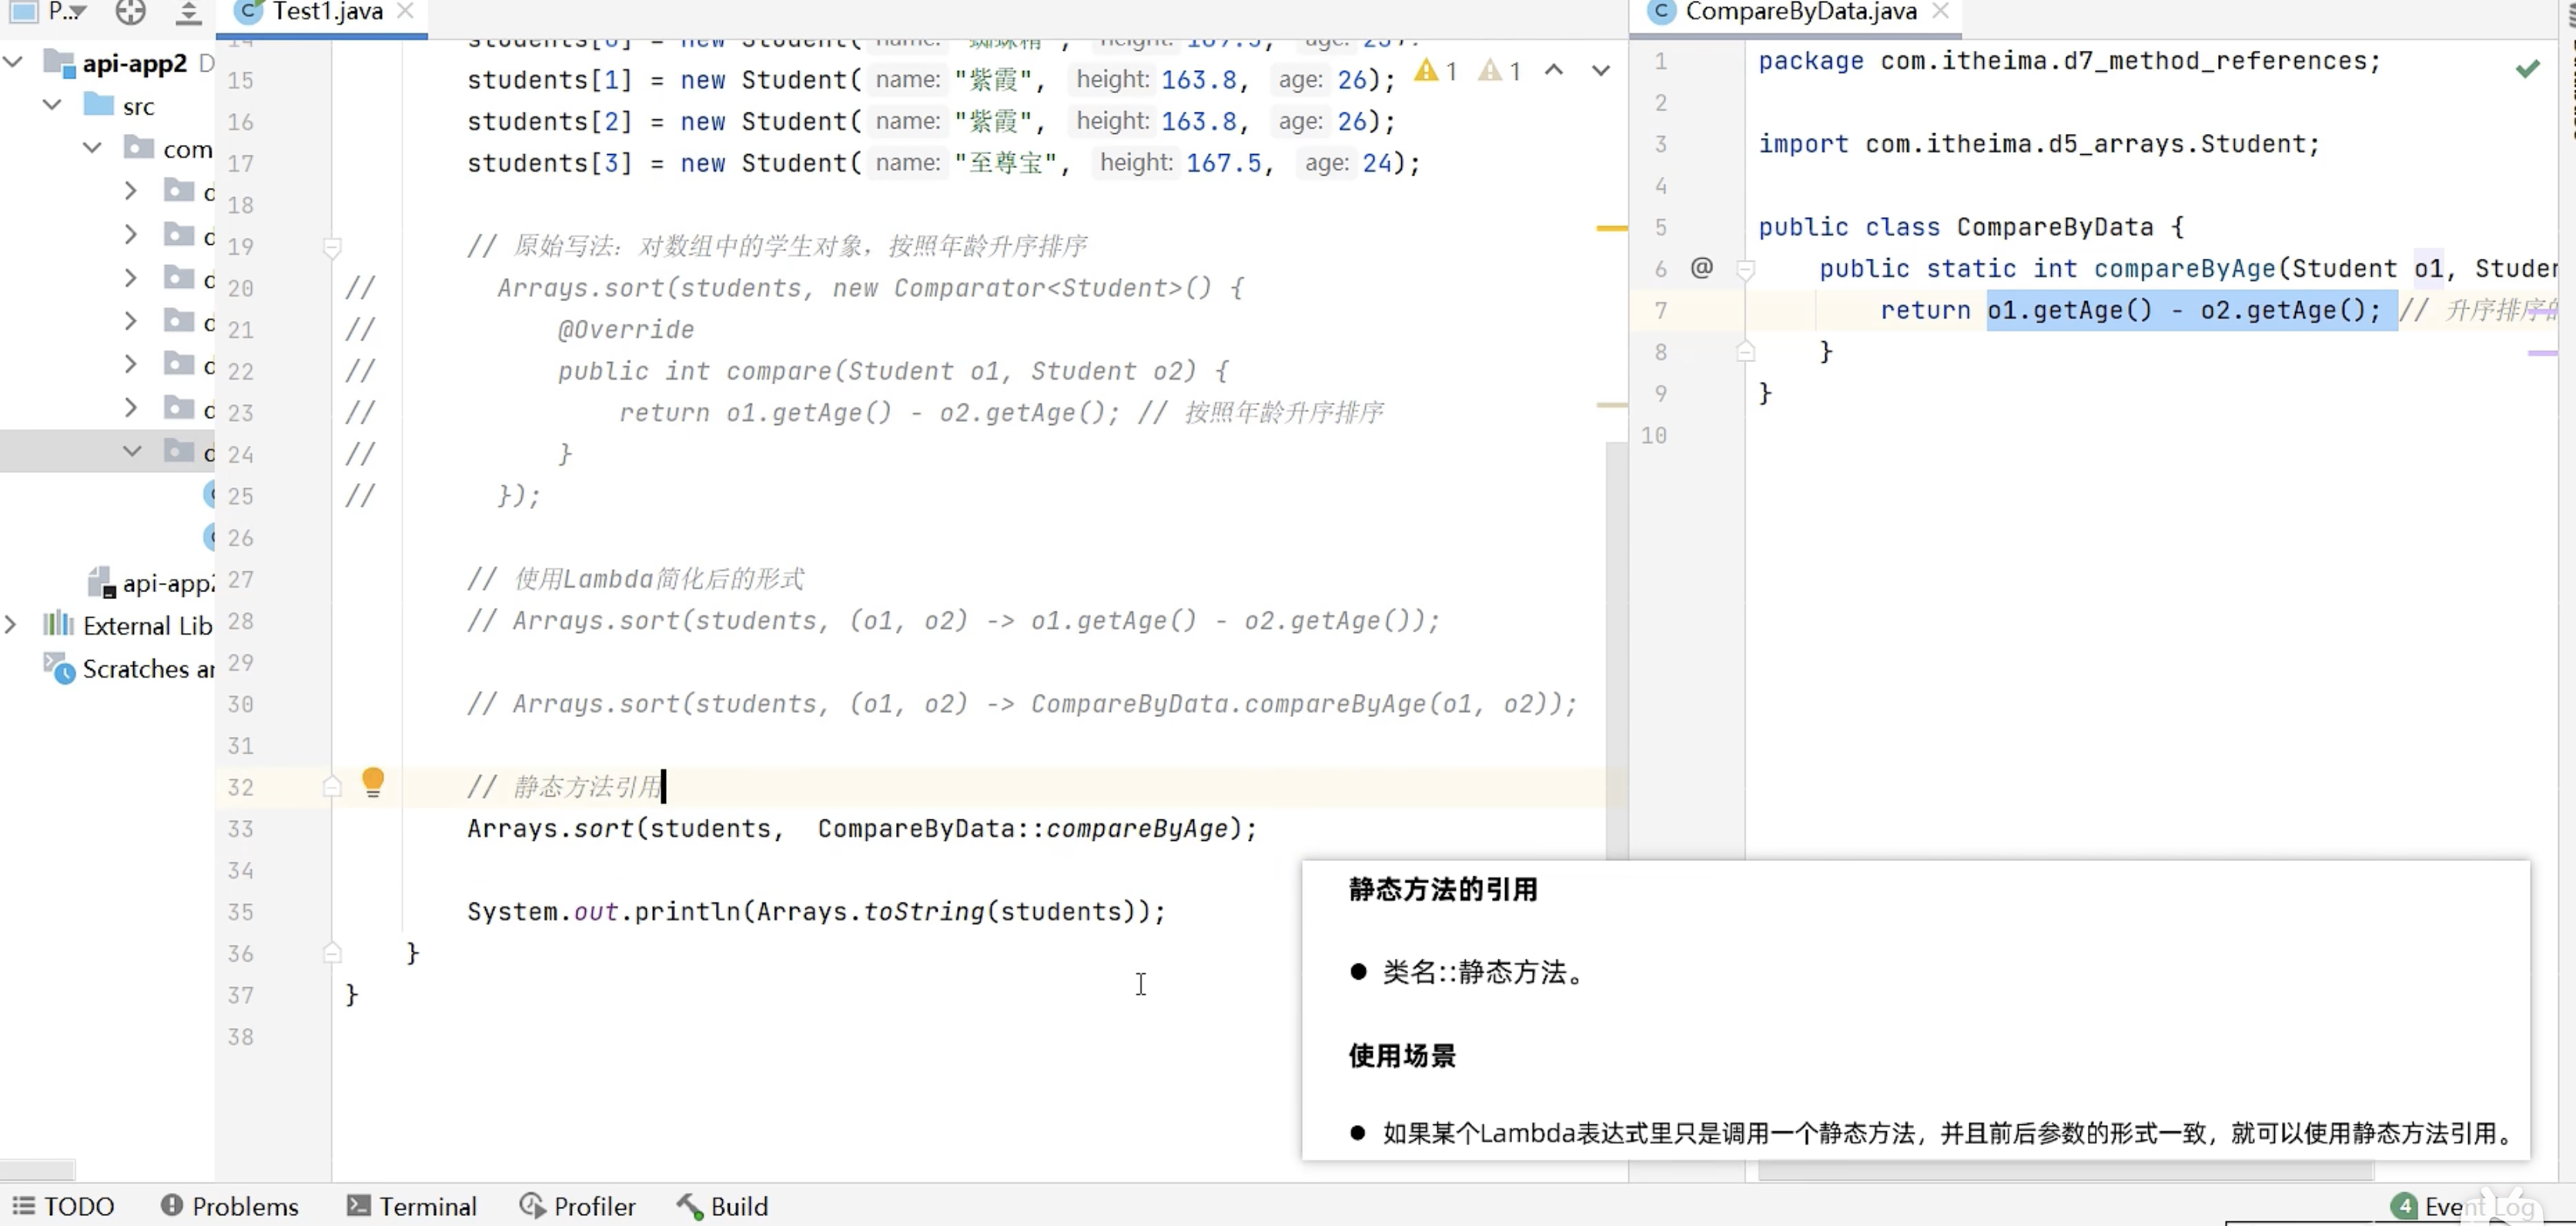 P...
Test1.java
CompareByData.java
api-app2 D
src
com
External Lib
Scratches ar
15 students[1] = new Student( name: "紫霞", height: 163.8, age: 26); 1 1
16 students[2] = new Student( name: "紫霞", height: 163.8, age: 26);
17 students[3] = new Student( name: "至尊宝", height: 167.5, age: 24);
18
19 // 原始写法：对数组中的学生对象，按照年龄升序排序
20 // Arrays.sort(students, new Comparator<Student>() {
21 // @Override
22 // public int compare(Student o1, Student o2) {
23 // return o1.getAge() - o2.getAge(); // 按照年龄升序排序
24 // }
25 // });
26
27 // 使用Lambda简化后的形式
28 // Arrays.sort(students, (o1, o2) -> o1.getAge() - o2.getAge());
29
30 // Arrays.sort(students, (o1, o2) -> CompareByData.compareByAge(o1, o2));
31
32 // 静态方法引用
33 Arrays.sort(students, CompareByData::compareByAge);
34
35 System.out.println(Arrays.toString(students));
36 }
37 }
38
1 package com.itheima.d7_method_references;
2
3 import com.itheima.d5_arrays.Student;
4
5 public class CompareByData {
6 @ public static int compareByAge(Student o1, Studen
7 return o1.getAge() - o2.getAge(); // 升序排序的
8 }
9 }
10
静态方法的引用
● 类名::静态方法。
使用场景
● 如果某个Lambda表达式里只是调用一个静态方法，并且前后参数的形式一致，就可以使用静态方法引用。
TODO Problems Terminal Profiler Build 4 Event Log